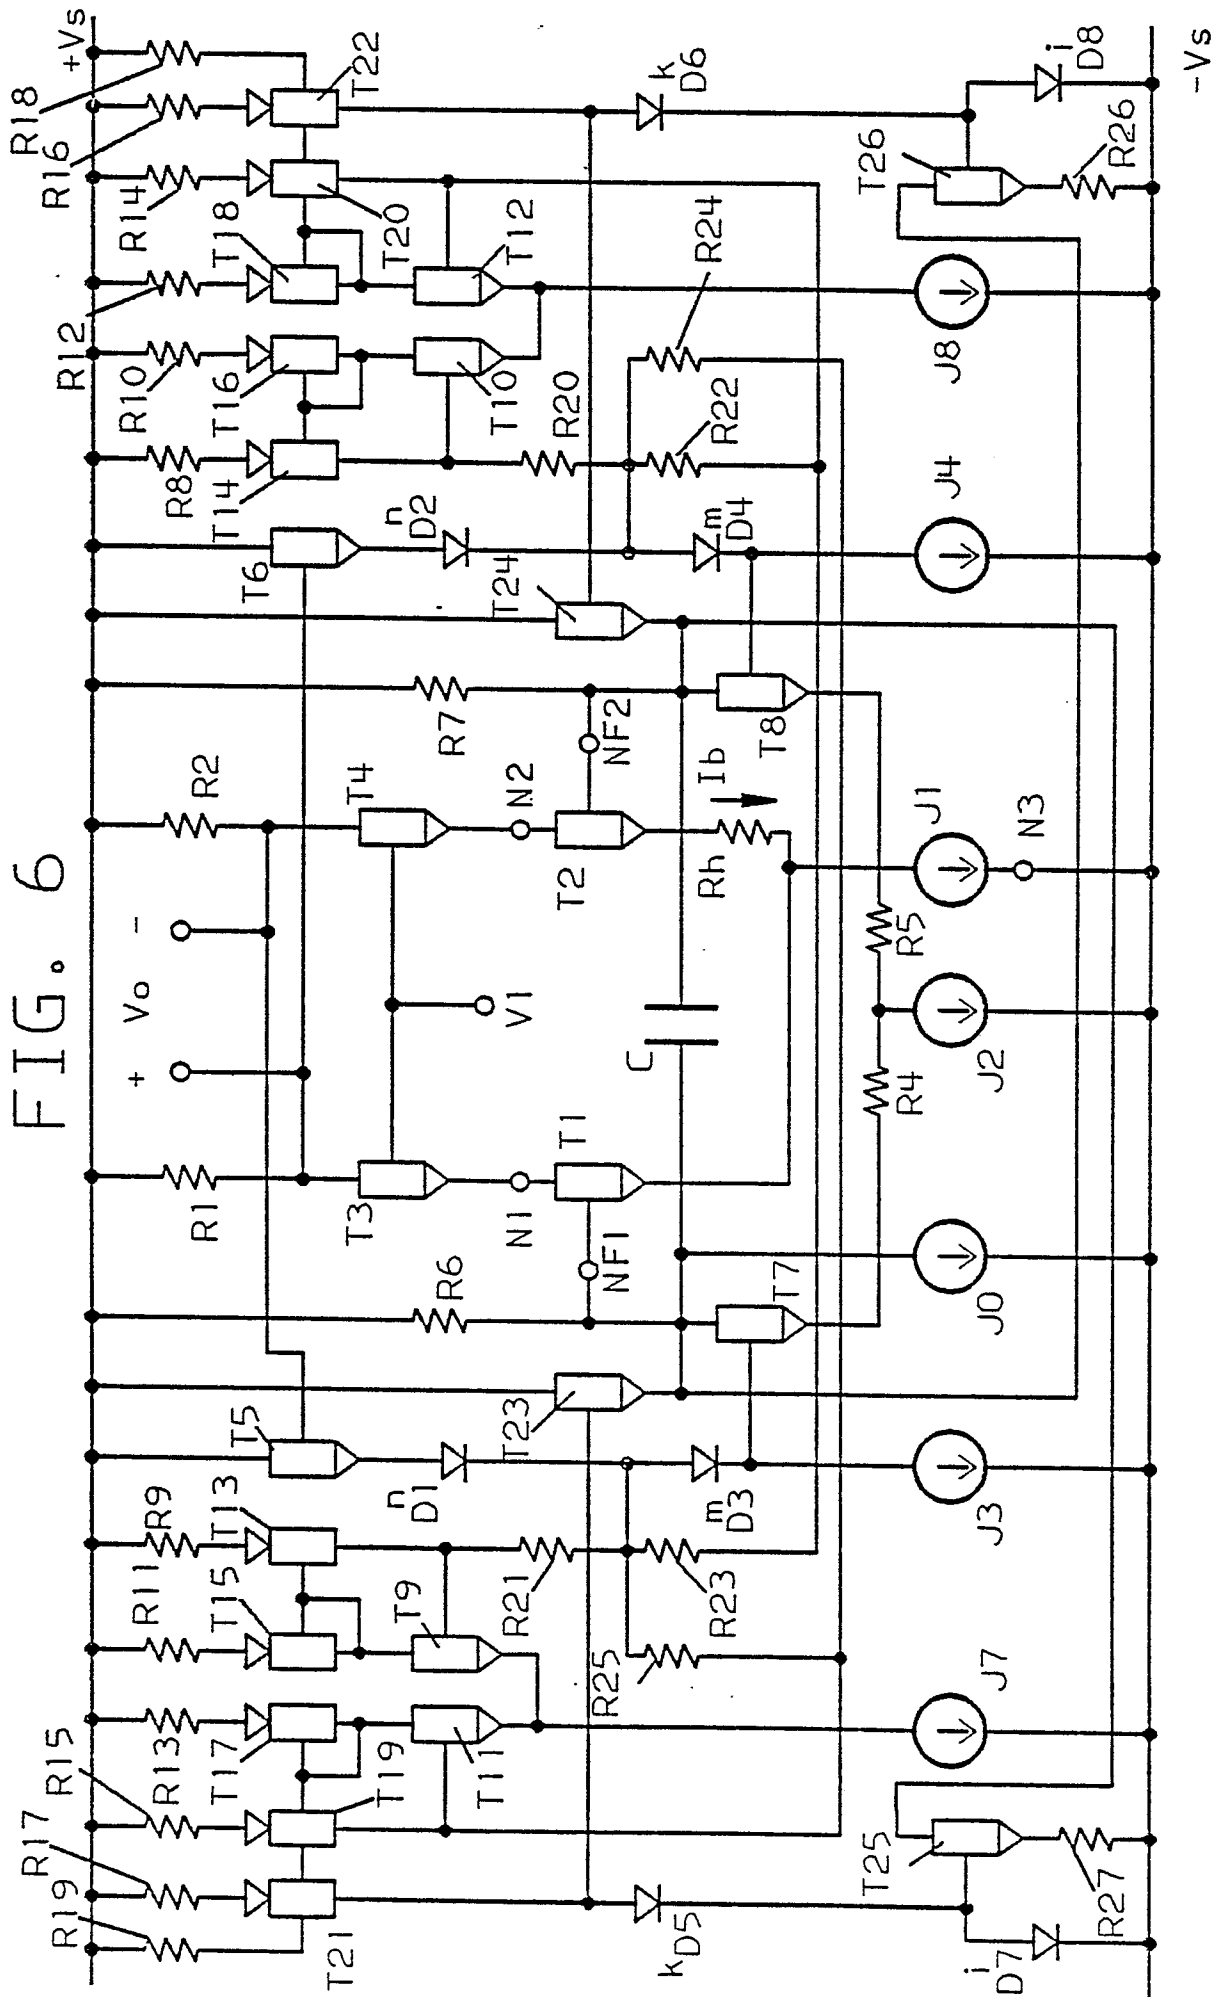 FIG. 6
+Vs
R18
R16
R14
R12
R10
R8
T22
T20
T18
T16
T14
T12
T10
T6
n
D2
R20
R22
R24
k
D6
m
D4
T24
T26
i
D8
R26
-Vs
J8
J4
R7
R2
T4
N2
T2
NF2
T8
Rh
Ib
J1
N3
R5
Vo
+
-
V1
C
J2
R4
R1
T3
N1
T1
NF1
R6
T7
J0
T5
T23
n
D1
m
D3
J3
R9
T13
R11
T15
T9
R21
R23
R25
R13
T17
T19
T11
J7
R15
R17
R19
T21
k
D5
T25
R27
i
D7